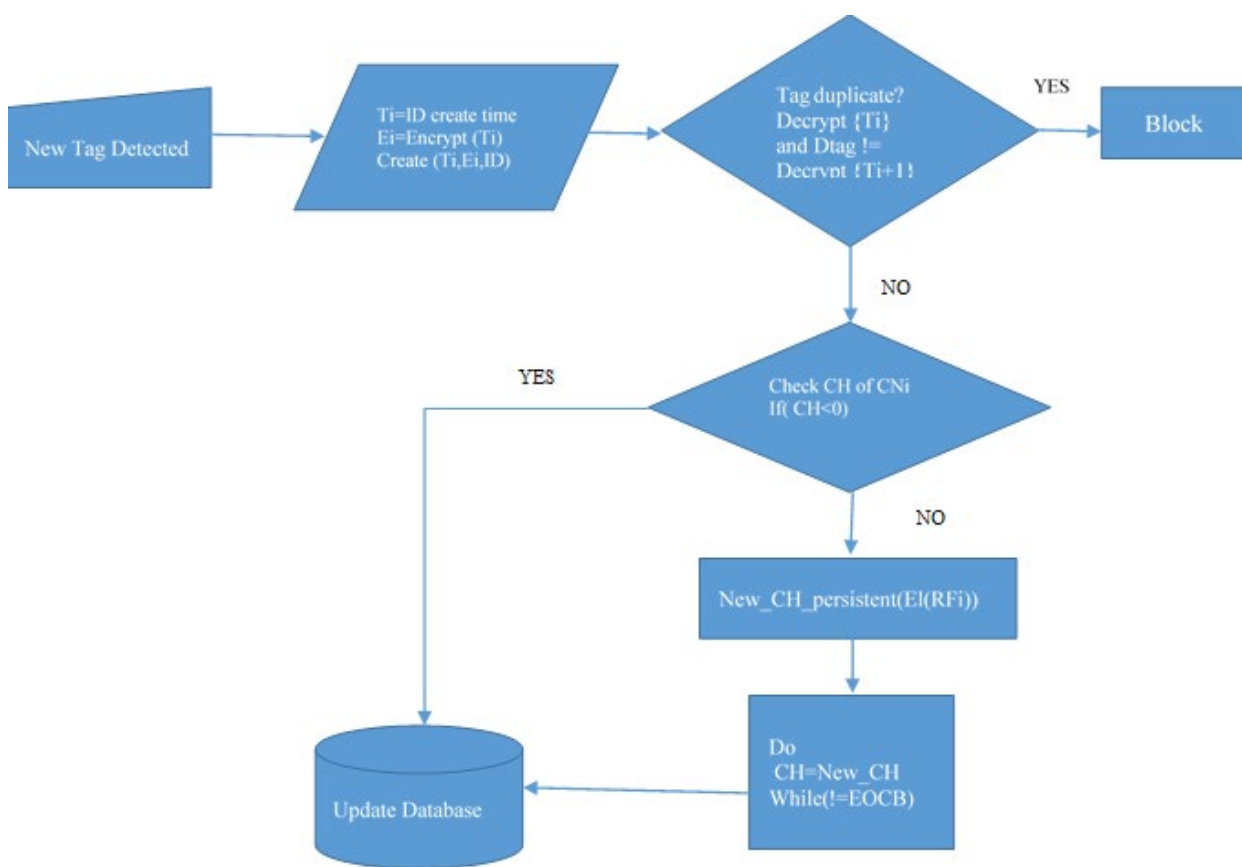 New Tag Detected
Ti=ID create time
Ei=Encrypt (Ti)
Create (Ti,Ei,ID)
Tag duplicate?
Decrypt {Ti}
and Dtag !=
Decrypt {Ti+1}
YES
Block
NO
Check CH of CNi
If( CH<0)
YES
NO
New_CH_persistent(El(RFi))
Do
CH=New_CH
While(!=EOCB)
Update Database